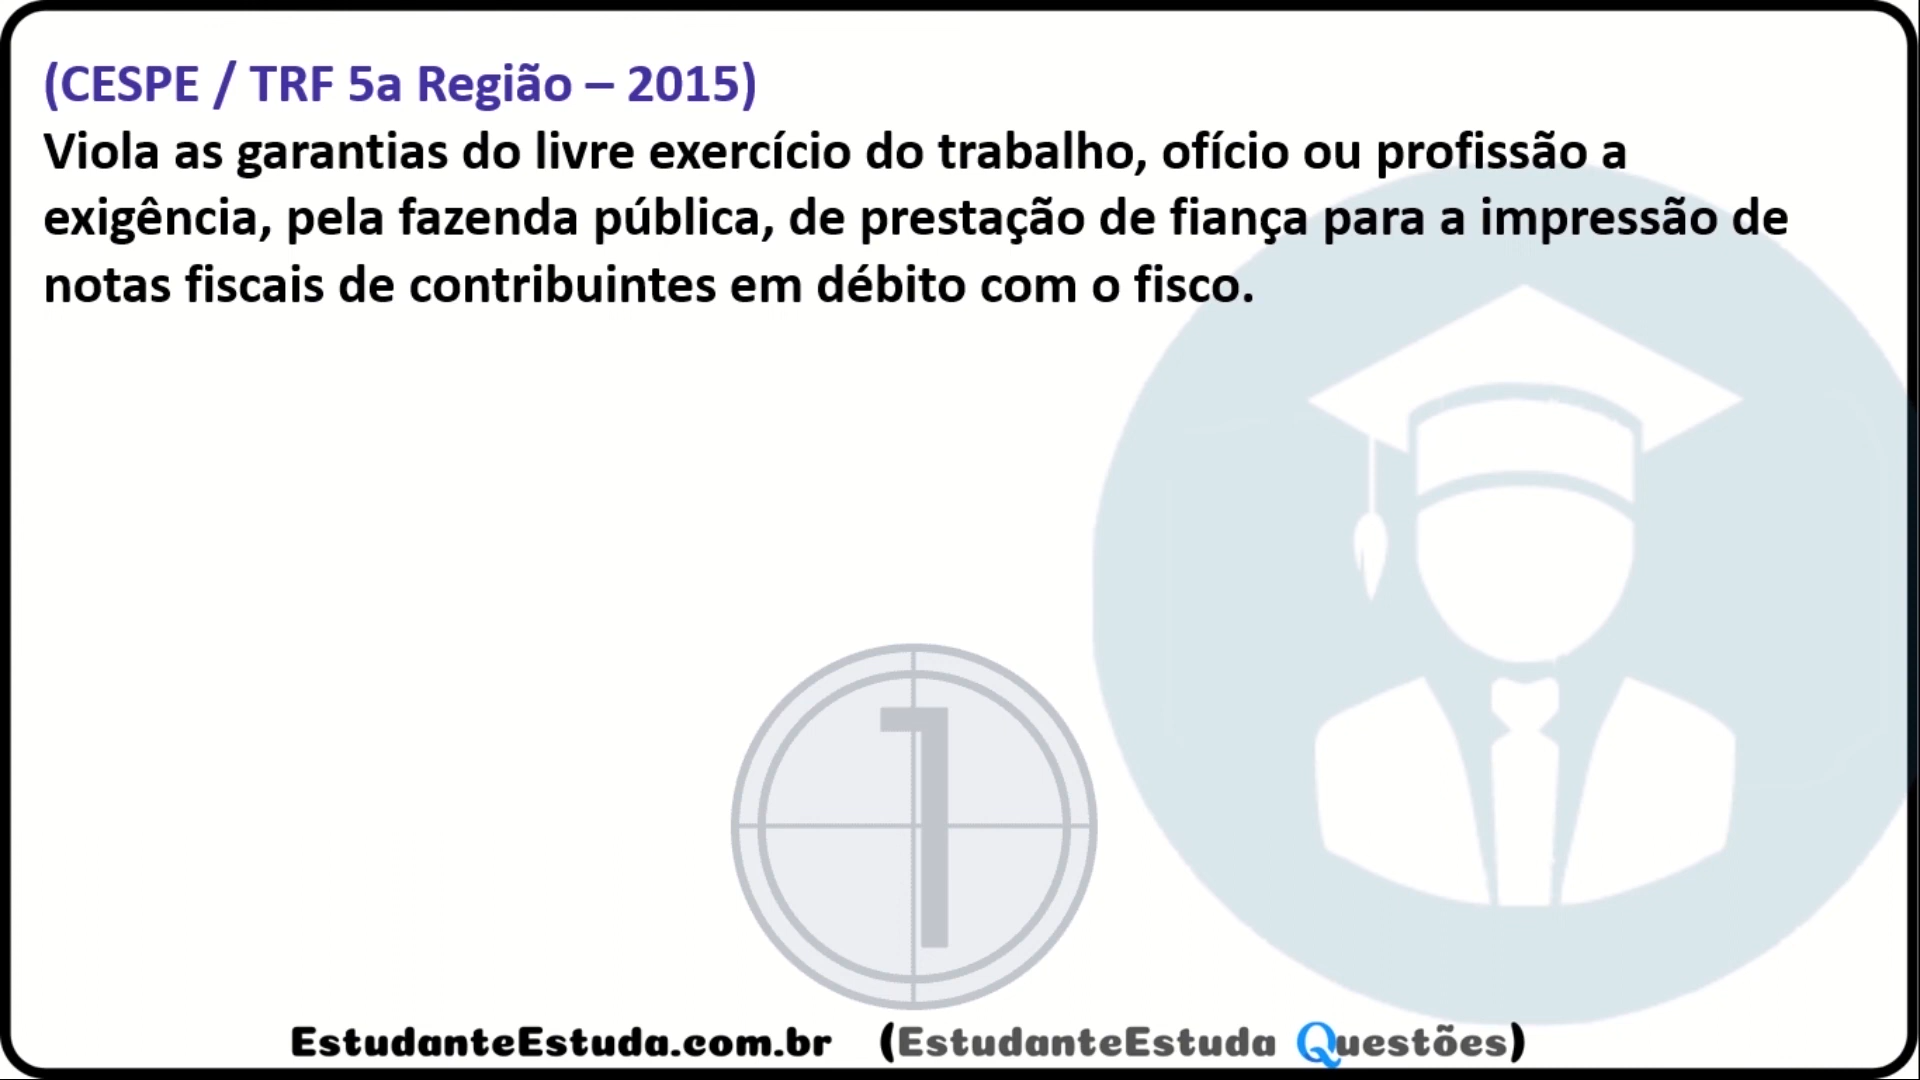 (CESPE / TRF 5a Região – 2015)
Viola as garantias do livre exercício do trabalho, ofício ou profissão a
exigência, pela fazenda pública, de prestação de fiança para a impressão de
notas fiscais de contribuintes em débito com o fisco.
1
EstudanteEstuda.com.br (EstudanteEstuda Questões)